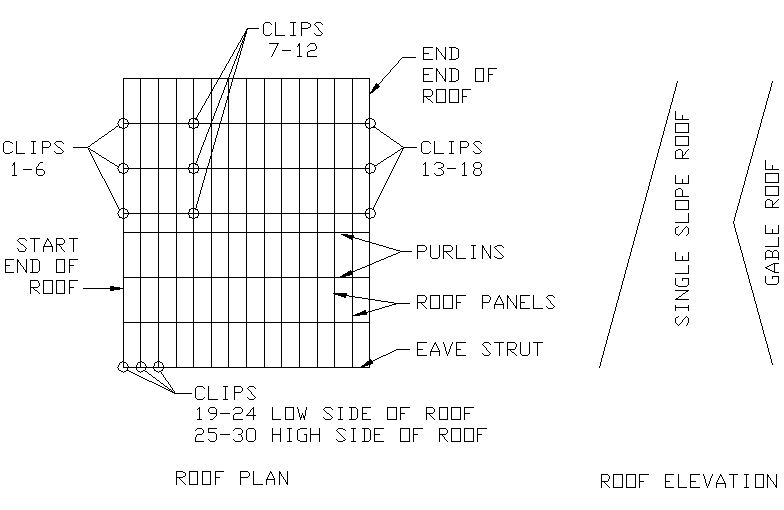 CLIPS
7-12
END
END OF
ROOF
CLIPS
1-6
CLIPS
13-18
START
END OF
ROOF
PURLINS
ROOF PANELS
EAVE STRUT
CLIPS
19-24 LOW SIDE OF ROOF
25-30 HIGH SIDE OF ROOF
ROOF PLAN
SINGLE SLOPE ROOF
GABLE ROOF
ROOF ELEVATION